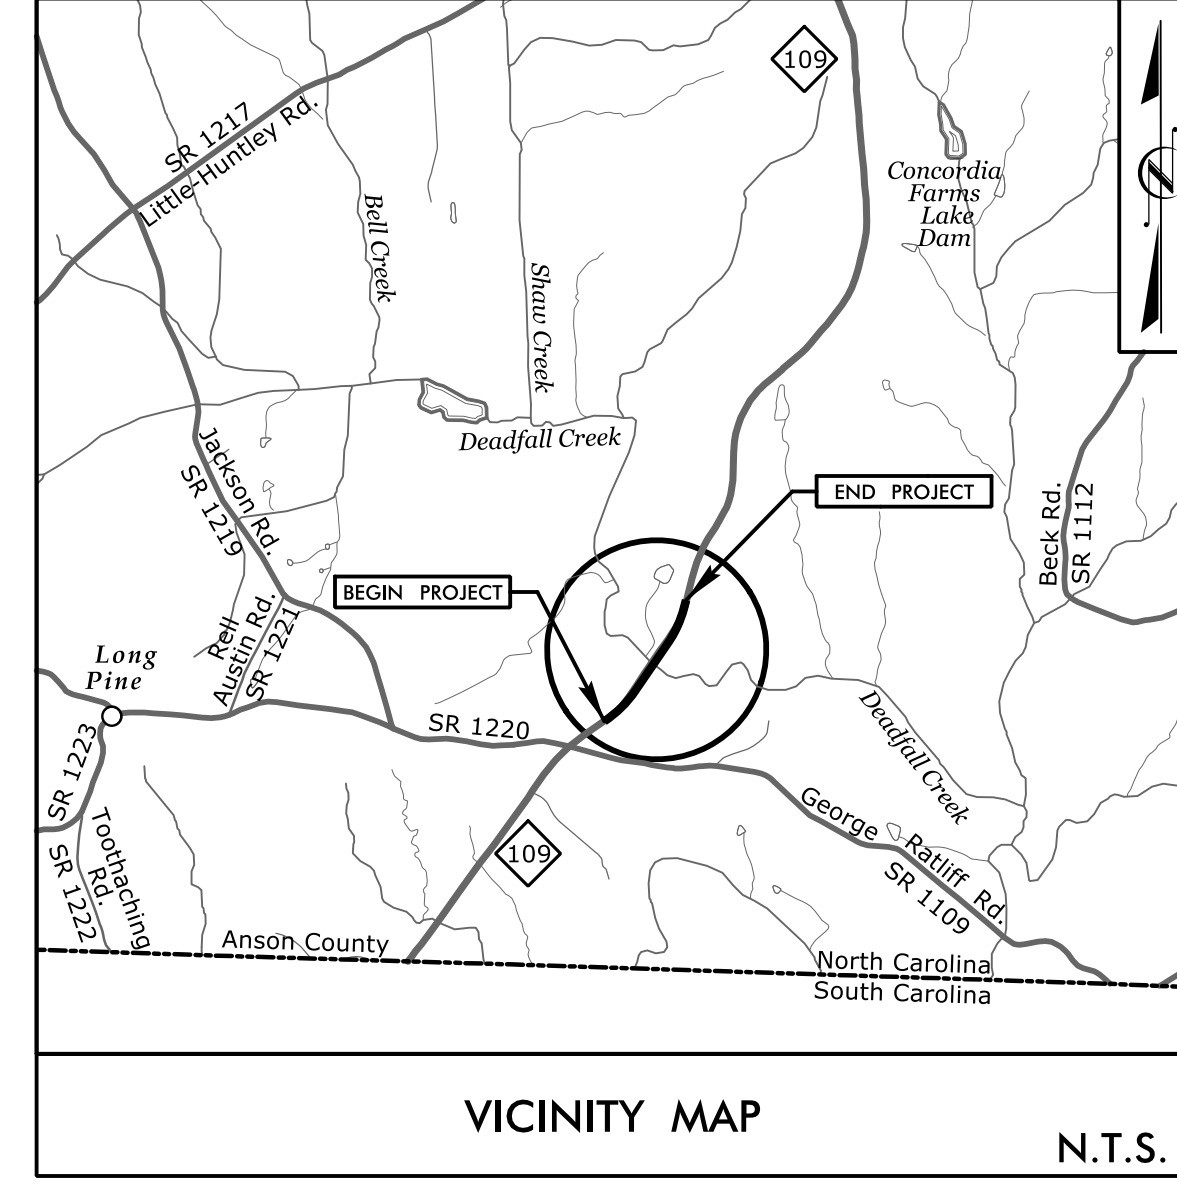 109
SR 1217
Little-Huntley Rd.
Concordia
Farms
Lake
Dam
N
Bell Creek
Shaw Creek
Deadfall Creek
Jackson Rd.
SR 1219
END PROJECT
Beck Rd.
SR 1112
BEGIN PROJECT
Rell
Austin Rd.
SR 1221
Long
Pine
SR 1220
Deadfall Creek
SR 1223
George Ratliff Rd.
SR 1109
Toothaching
Rd.
SR 1222
109
Anson County
North Carolina
South Carolina
VICINITY MAP
N.T.S.